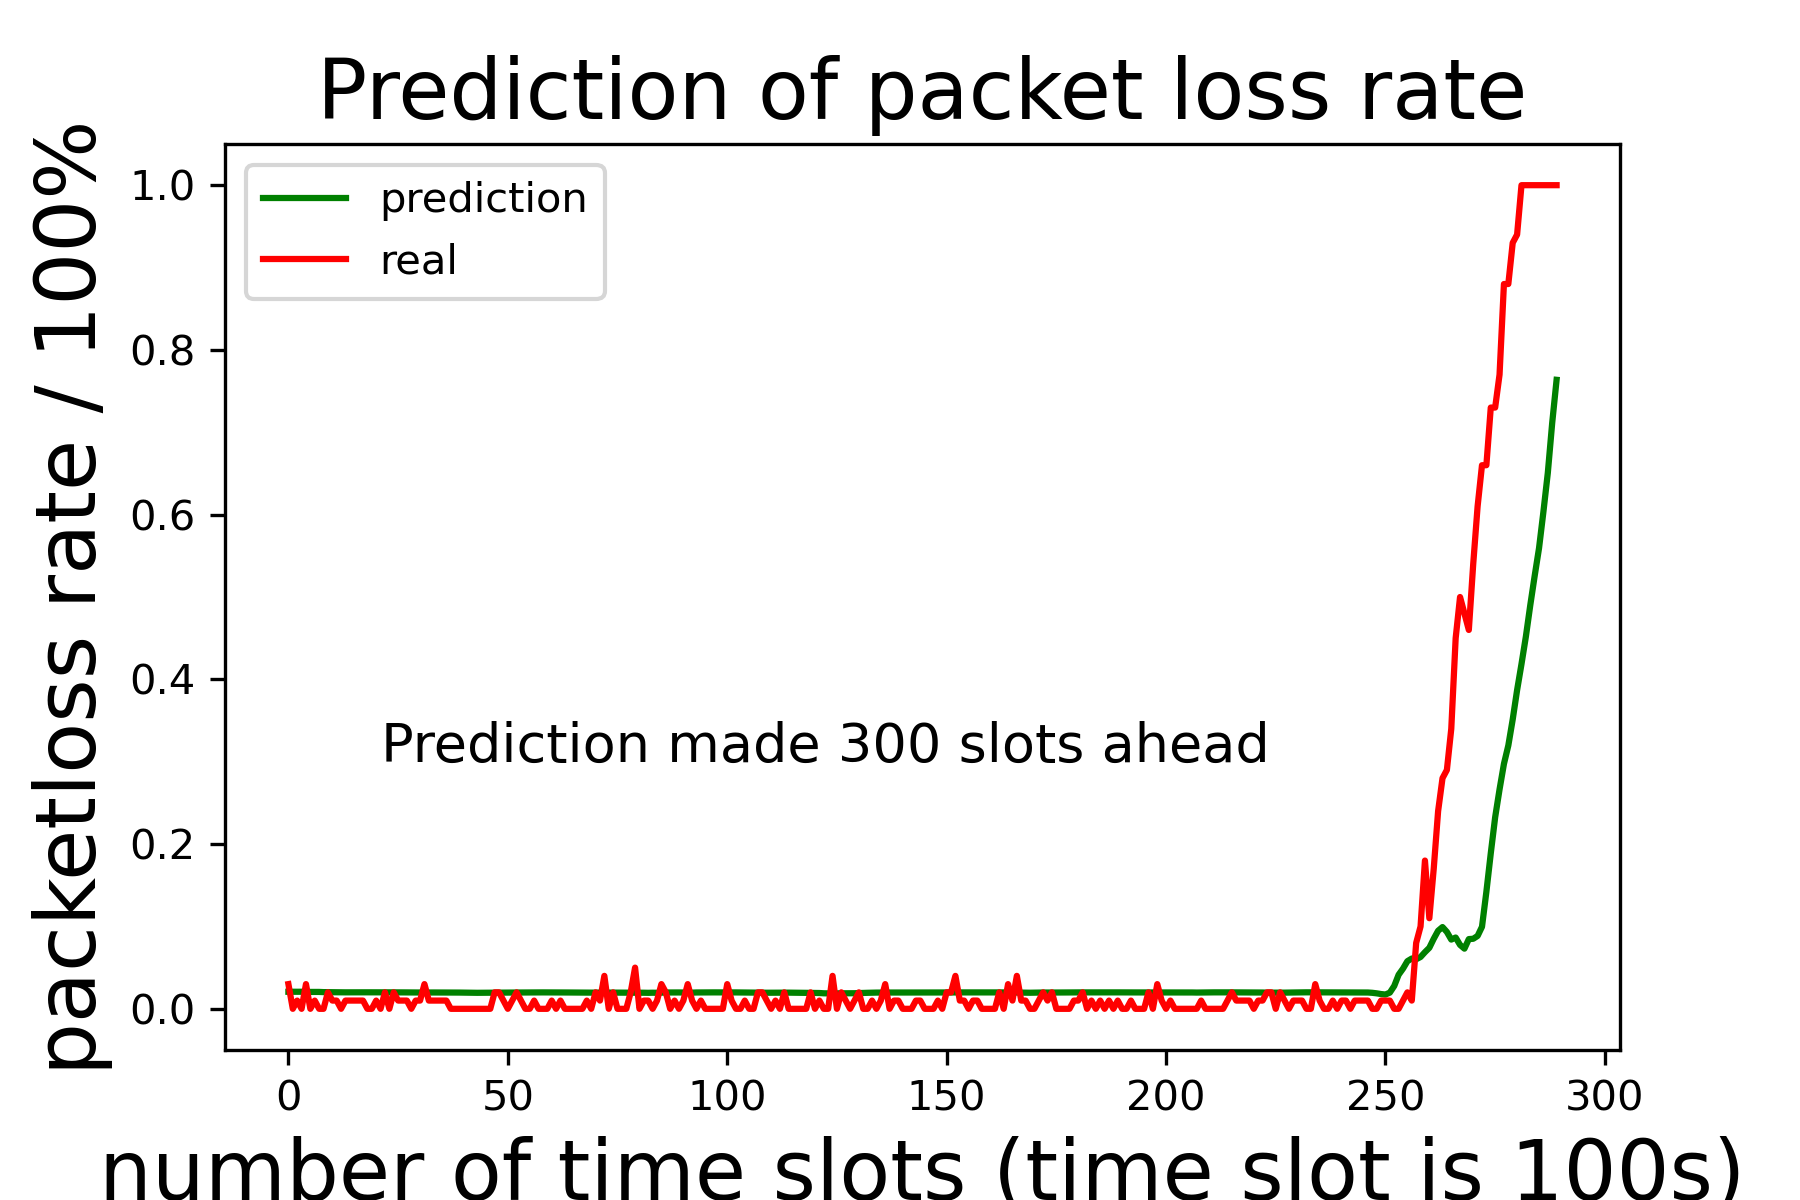 Prediction of packet loss rate
packetloss rate / 100%
1.0
0.8
0.6
0.4
0.2
0.0
prediction
real
Prediction made 300 slots ahead
0 50 100 150 200 250 300
number of time slots (time slot is 100s)